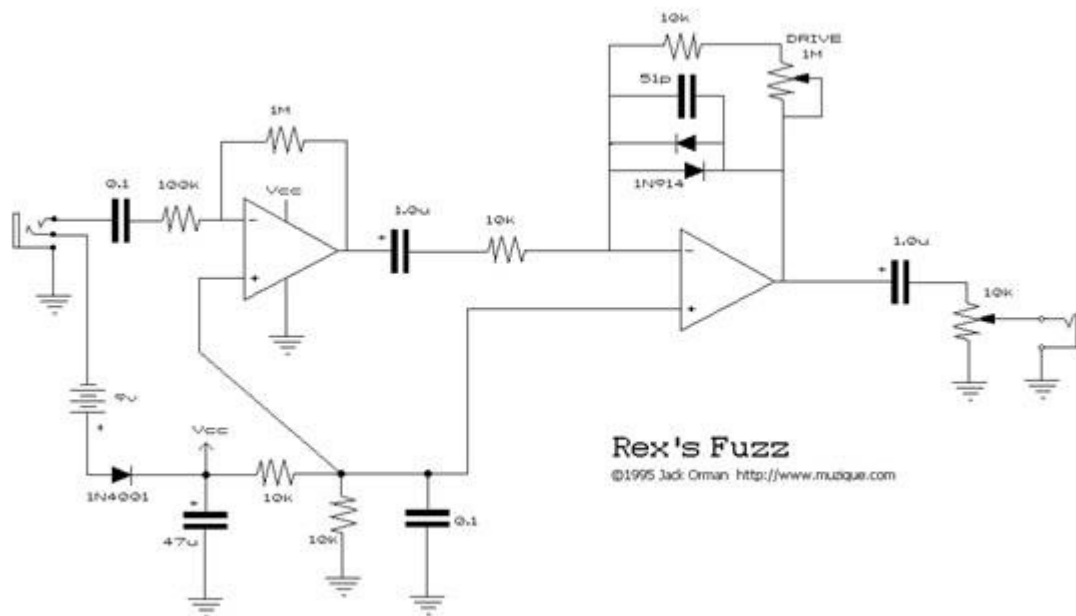 10k
DRIVE
1M
51p
1M
0.1
100k
Vcc
1N914
1.0u
10k
1.0u
10k
-
+
-
+
+
+
9v
+
Vcc
1N4001
10k
+
47u
10k
0.1
Rex's Fuzz
©1995 Jack Orman http://www.muzique.com